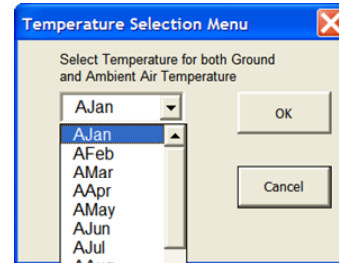 Temperature Selection Menu
Select Temperature for both Ground
and Ambient Air Temperature
AJan
OK
AJan
AFeb
AMar
AApr
AMay
Cancel
AJun
AJul